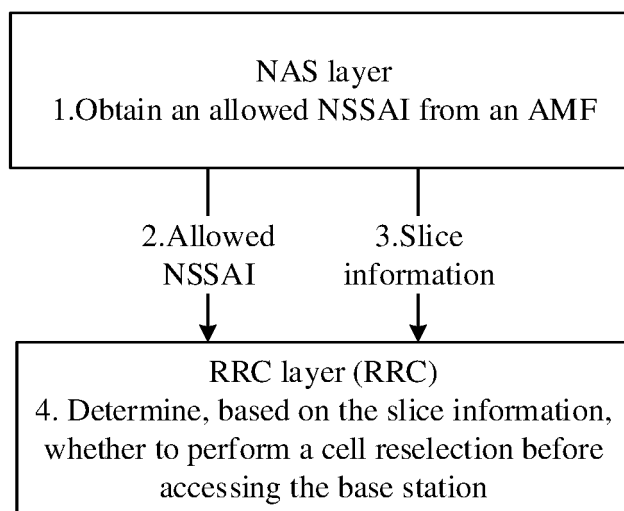 NAS layer
1.Obtain an allowed NSSAI from an AMF
2.Allowed
NSSAI
3.Slice
information
RRC layer (RRC)
4. Determine, based on the slice information,
whether to perform a cell reselection before
accessing the base station